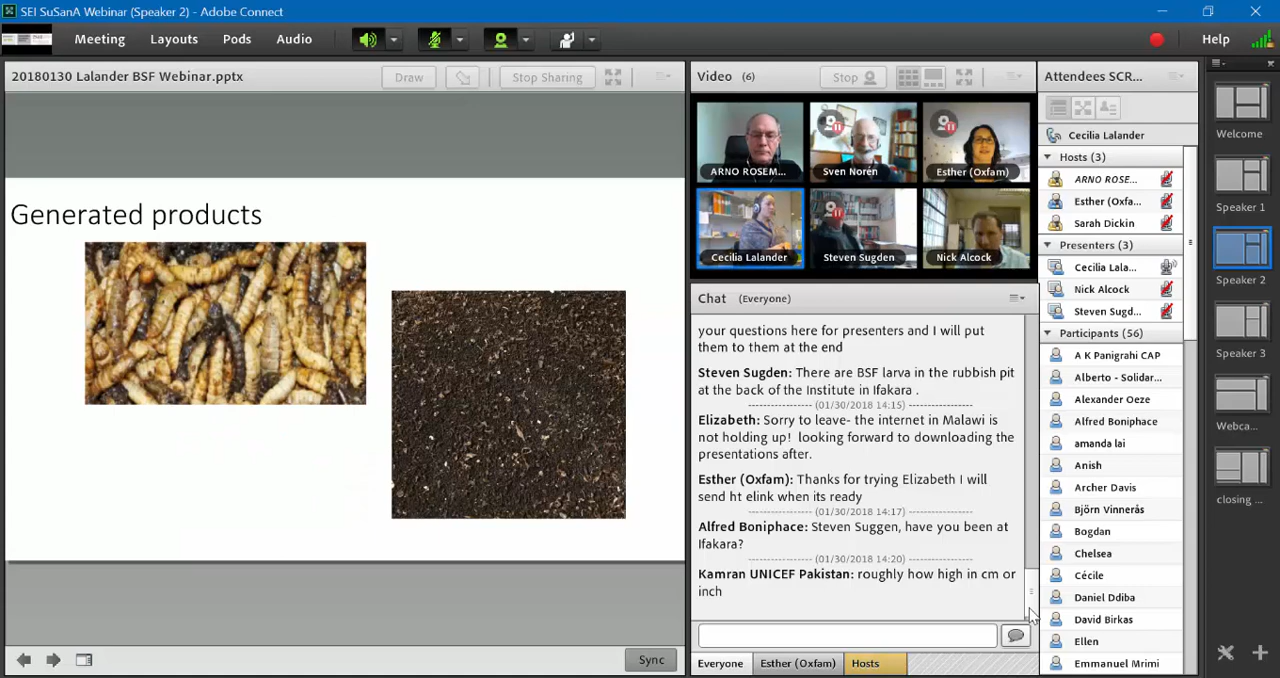 SEI SuSanA Webinar (Speaker 2) - Adobe Connect
Meeting Layouts Pods Audio Help
20180130 Lalander BSF Webinar.pptx
Draw Stop Sharing
Generated products
Sync
Video (6)
Stop
ARNO ROSEM... Sven Norén Esther (Oxfam)
Cecilia Lalander Steven Sugden Nick Alcock
Chat (Everyone)
your questions here for presenters and I will put
them to them at the end
Steven Sugden: There are BSF larva in the rubbish pit
at the back of the Institute in Ifakara .
(01/30/2018 14:15)
Elizabeth: Sorry to leave- the internet in Malawi is
not holding up! looking forward to downloading the
presentations after.
Esther (Oxfam): Thanks for trying Elizabeth I will
send ht elink when its ready
(01/30/2018 14:17)
Alfred Boniphace: Steven Suggen, have you been at
Ifakara?
(01/30/2018 14:20)
Kamran UNICEF Pakistan: roughly how high in cm or
inch
Everyone Esther (Oxfam) Hosts
Attendees SCR...
Cecilia Lalander
Hosts (3)
ARNO ROSE...
Esther (Oxfa...
Sarah Dickin
Presenters (3)
Cecilia Lala...
Nick Alcock
Steven Sugd...
Participants (56)
A K Panigrahi CAP
Alberto - Solidar...
Alexander Oeze
Alfred Boniphace
amanda lai
Anish
Archer Davis
Björn Vinnerås
Bogdan
Chelsea
Cécile
Daniel Ddiba
David Birkas
Ellen
Emmanuel Mrimi
Welcome
Speaker 1
Speaker 2
Speaker 3
Webca...
closing ...